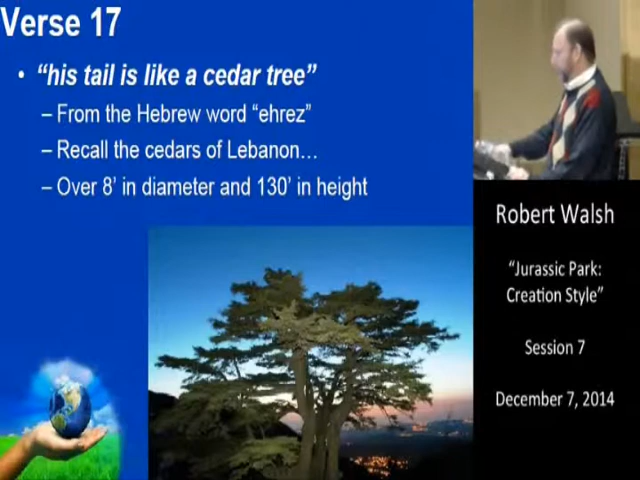 Verse 17
• “his tail is like a cedar tree”
– From the Hebrew word “ehrez”
– Recall the cedars of Lebanon…
– Over 8’ in diameter and 130’ in height
Robert Walsh
“Jurassic Park:
Creation Style”
Session 7
December 7, 2014